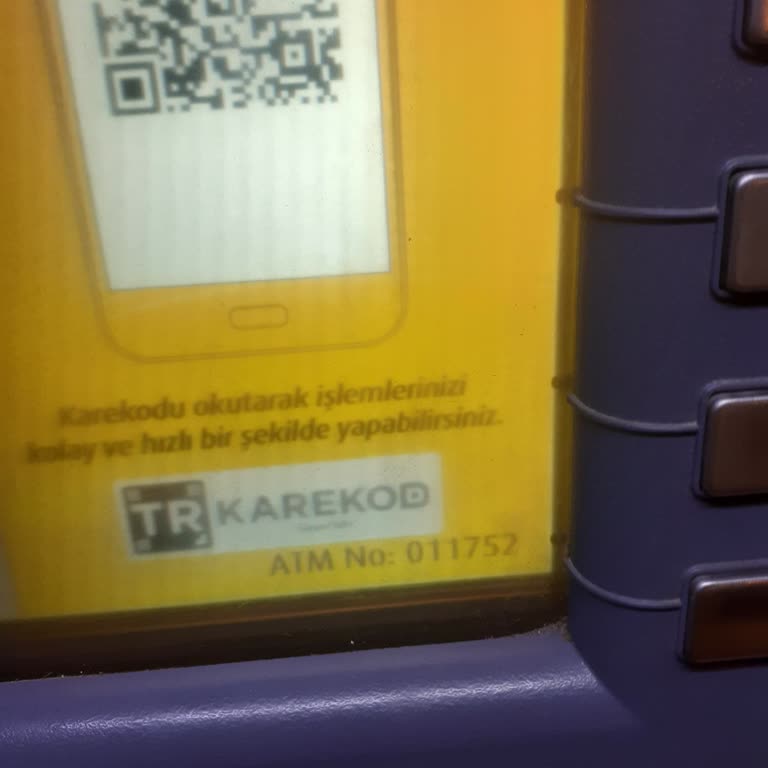 Karekodu okutarak işlemlerinizi
kolay ve hızlı bir şekilde yapabilirsiniz.
TR KAREKOD
ATM No: 011752